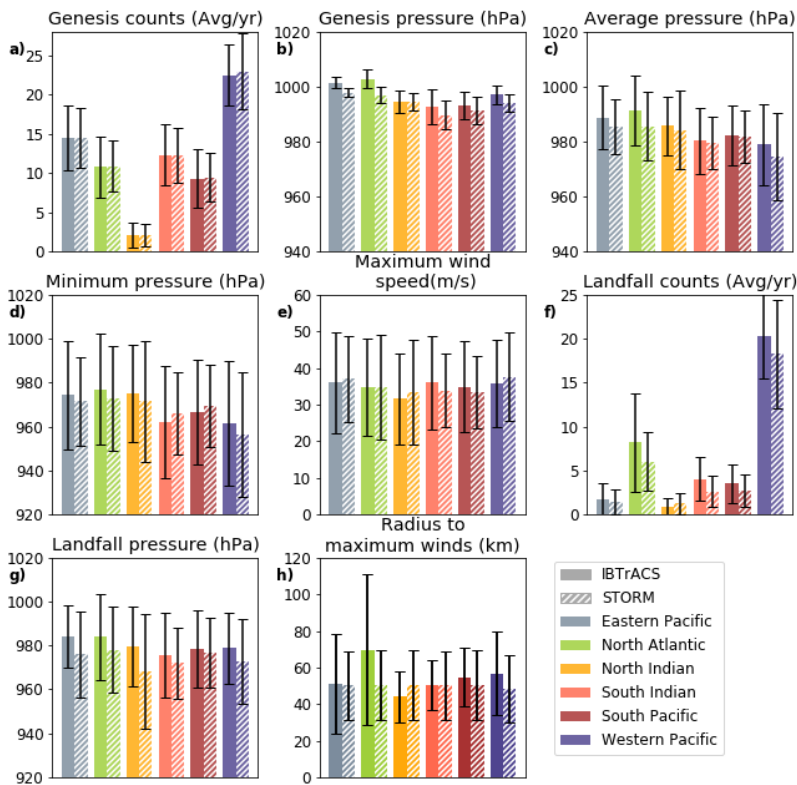 Genesis counts (Avg/yr)
a)
25
20
15
10
5
0
Genesis pressure (hPa)
b)
1020
1000
980
960
940
Average pressure (hPa)
c)
1020
1000
980
960
940
Minimum pressure (hPa)
d)
1020
1000
980
960
940
920
Maximum wind
speed(m/s)
e)
60
50
40
30
20
10
0
Landfall counts (Avg/yr)
f)
25
20
15
10
5
0
Landfall pressure (hPa)
g)
1020
1000
980
960
940
920
Radius to
maximum winds (km)
h)
120
100
80
60
40
20
0
IBTrACS
STORM
Eastern Pacific
North Atlantic
North Indian
South Indian
South Pacific
Western Pacific